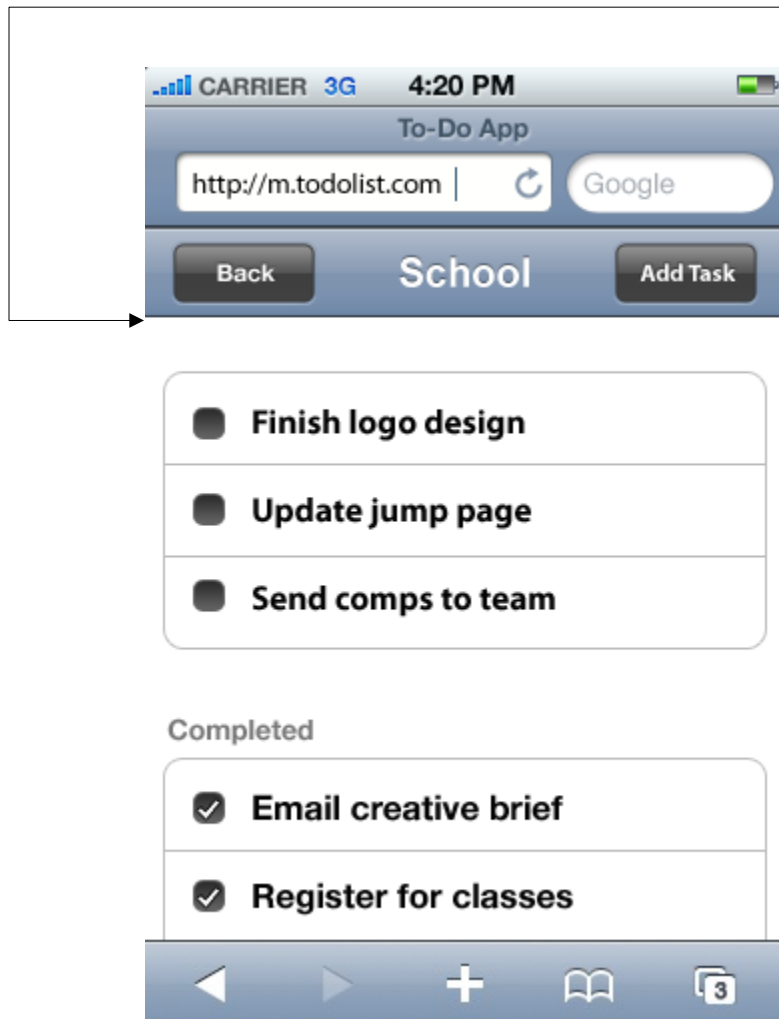 CARRIER 3G 4:20 PM
To-Do App
http://m.todolist.com Google
Back School Add Task
Finish logo design
Update jump page
Send comps to team
Completed
Email creative brief
Register for classes
3